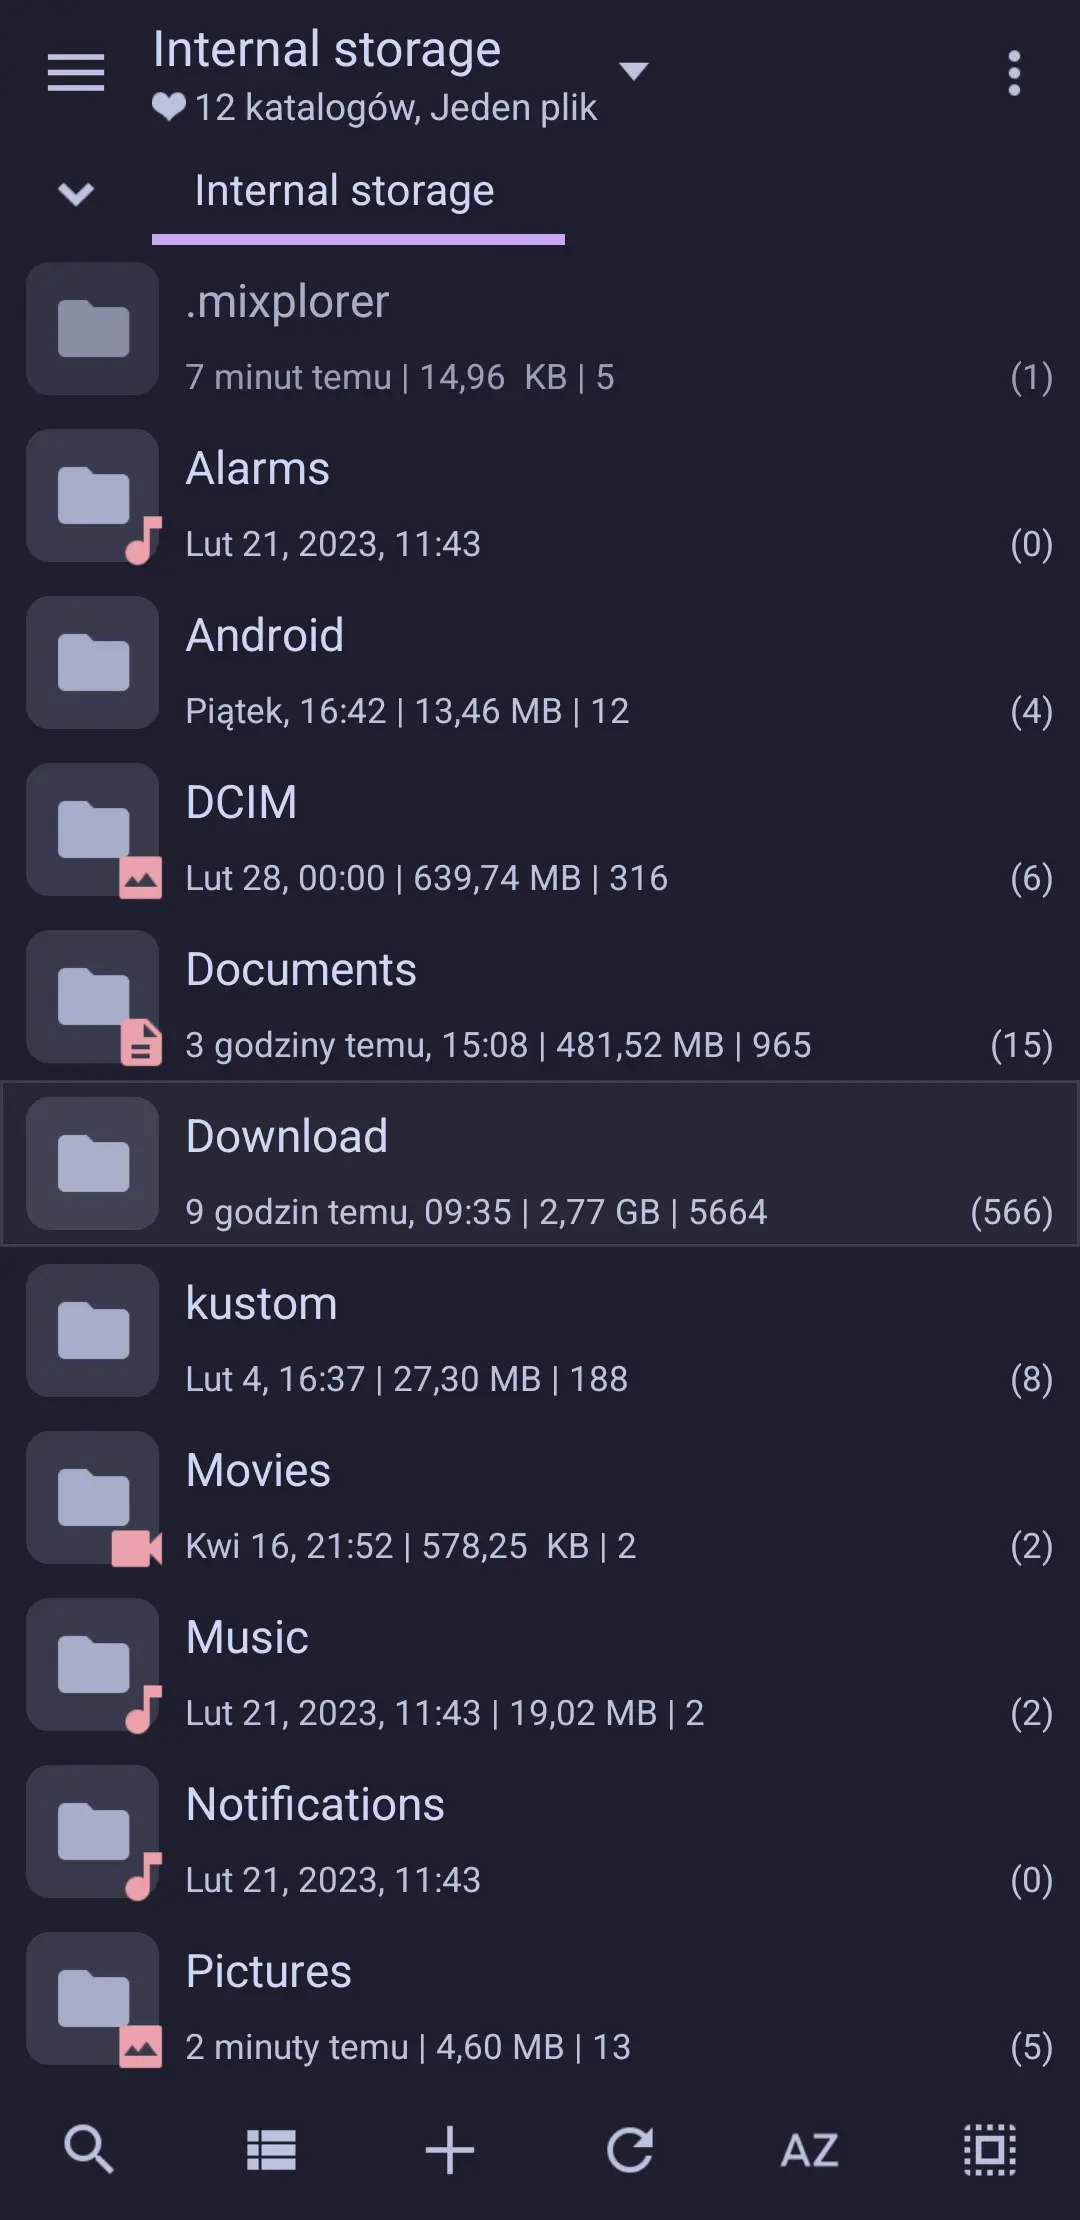 Internal storage
12 katalogów, Jeden plik
Internal storage
.mixplorer
7 minut temu | 14,96 KB | 5 (1)
Alarms
Lut 21, 2023, 11:43 (0)
Android
Piątek, 16:42 | 13,46 MB | 12 (4)
DCIM
Lut 28, 00:00 | 639,74 MB | 316 (6)
Documents
3 godziny temu, 15:08 | 481,52 MB | 965 (15)
Download
9 godzin temu, 09:35 | 2,77 GB | 5664 (566)
kustom
Lut 4, 16:37 | 27,30 MB | 188 (8)
Movies
Kwi 16, 21:52 | 578,25 KB | 2 (2)
Music
Lut 21, 2023, 11:43 | 19,02 MB | 2 (2)
Notifications
Lut 21, 2023, 11:43 (0)
Pictures
2 minuty temu | 4,60 MB | 13 (5)
AZ